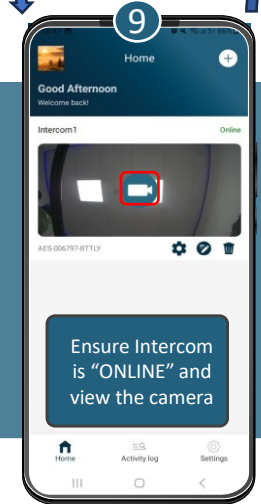 9
Home
Good Afternoon
Welcome back!
Intercom1 Online
AES-006797-BTTLY
Ensure Intercom
is “ONLINE” and
view the camera
Home Activity log Settings